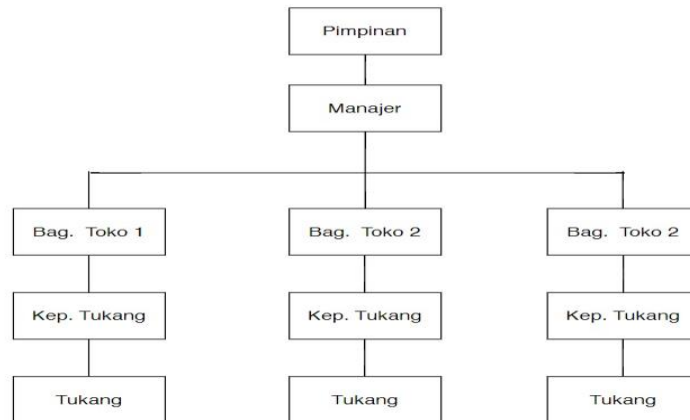 Pimpinan
Manajer
Bag. Toko 1
Bag. Toko 2
Bag. Toko 2
Kep. Tukang
Kep. Tukang
Kep. Tukang
Tukang
Tukang
Tukang